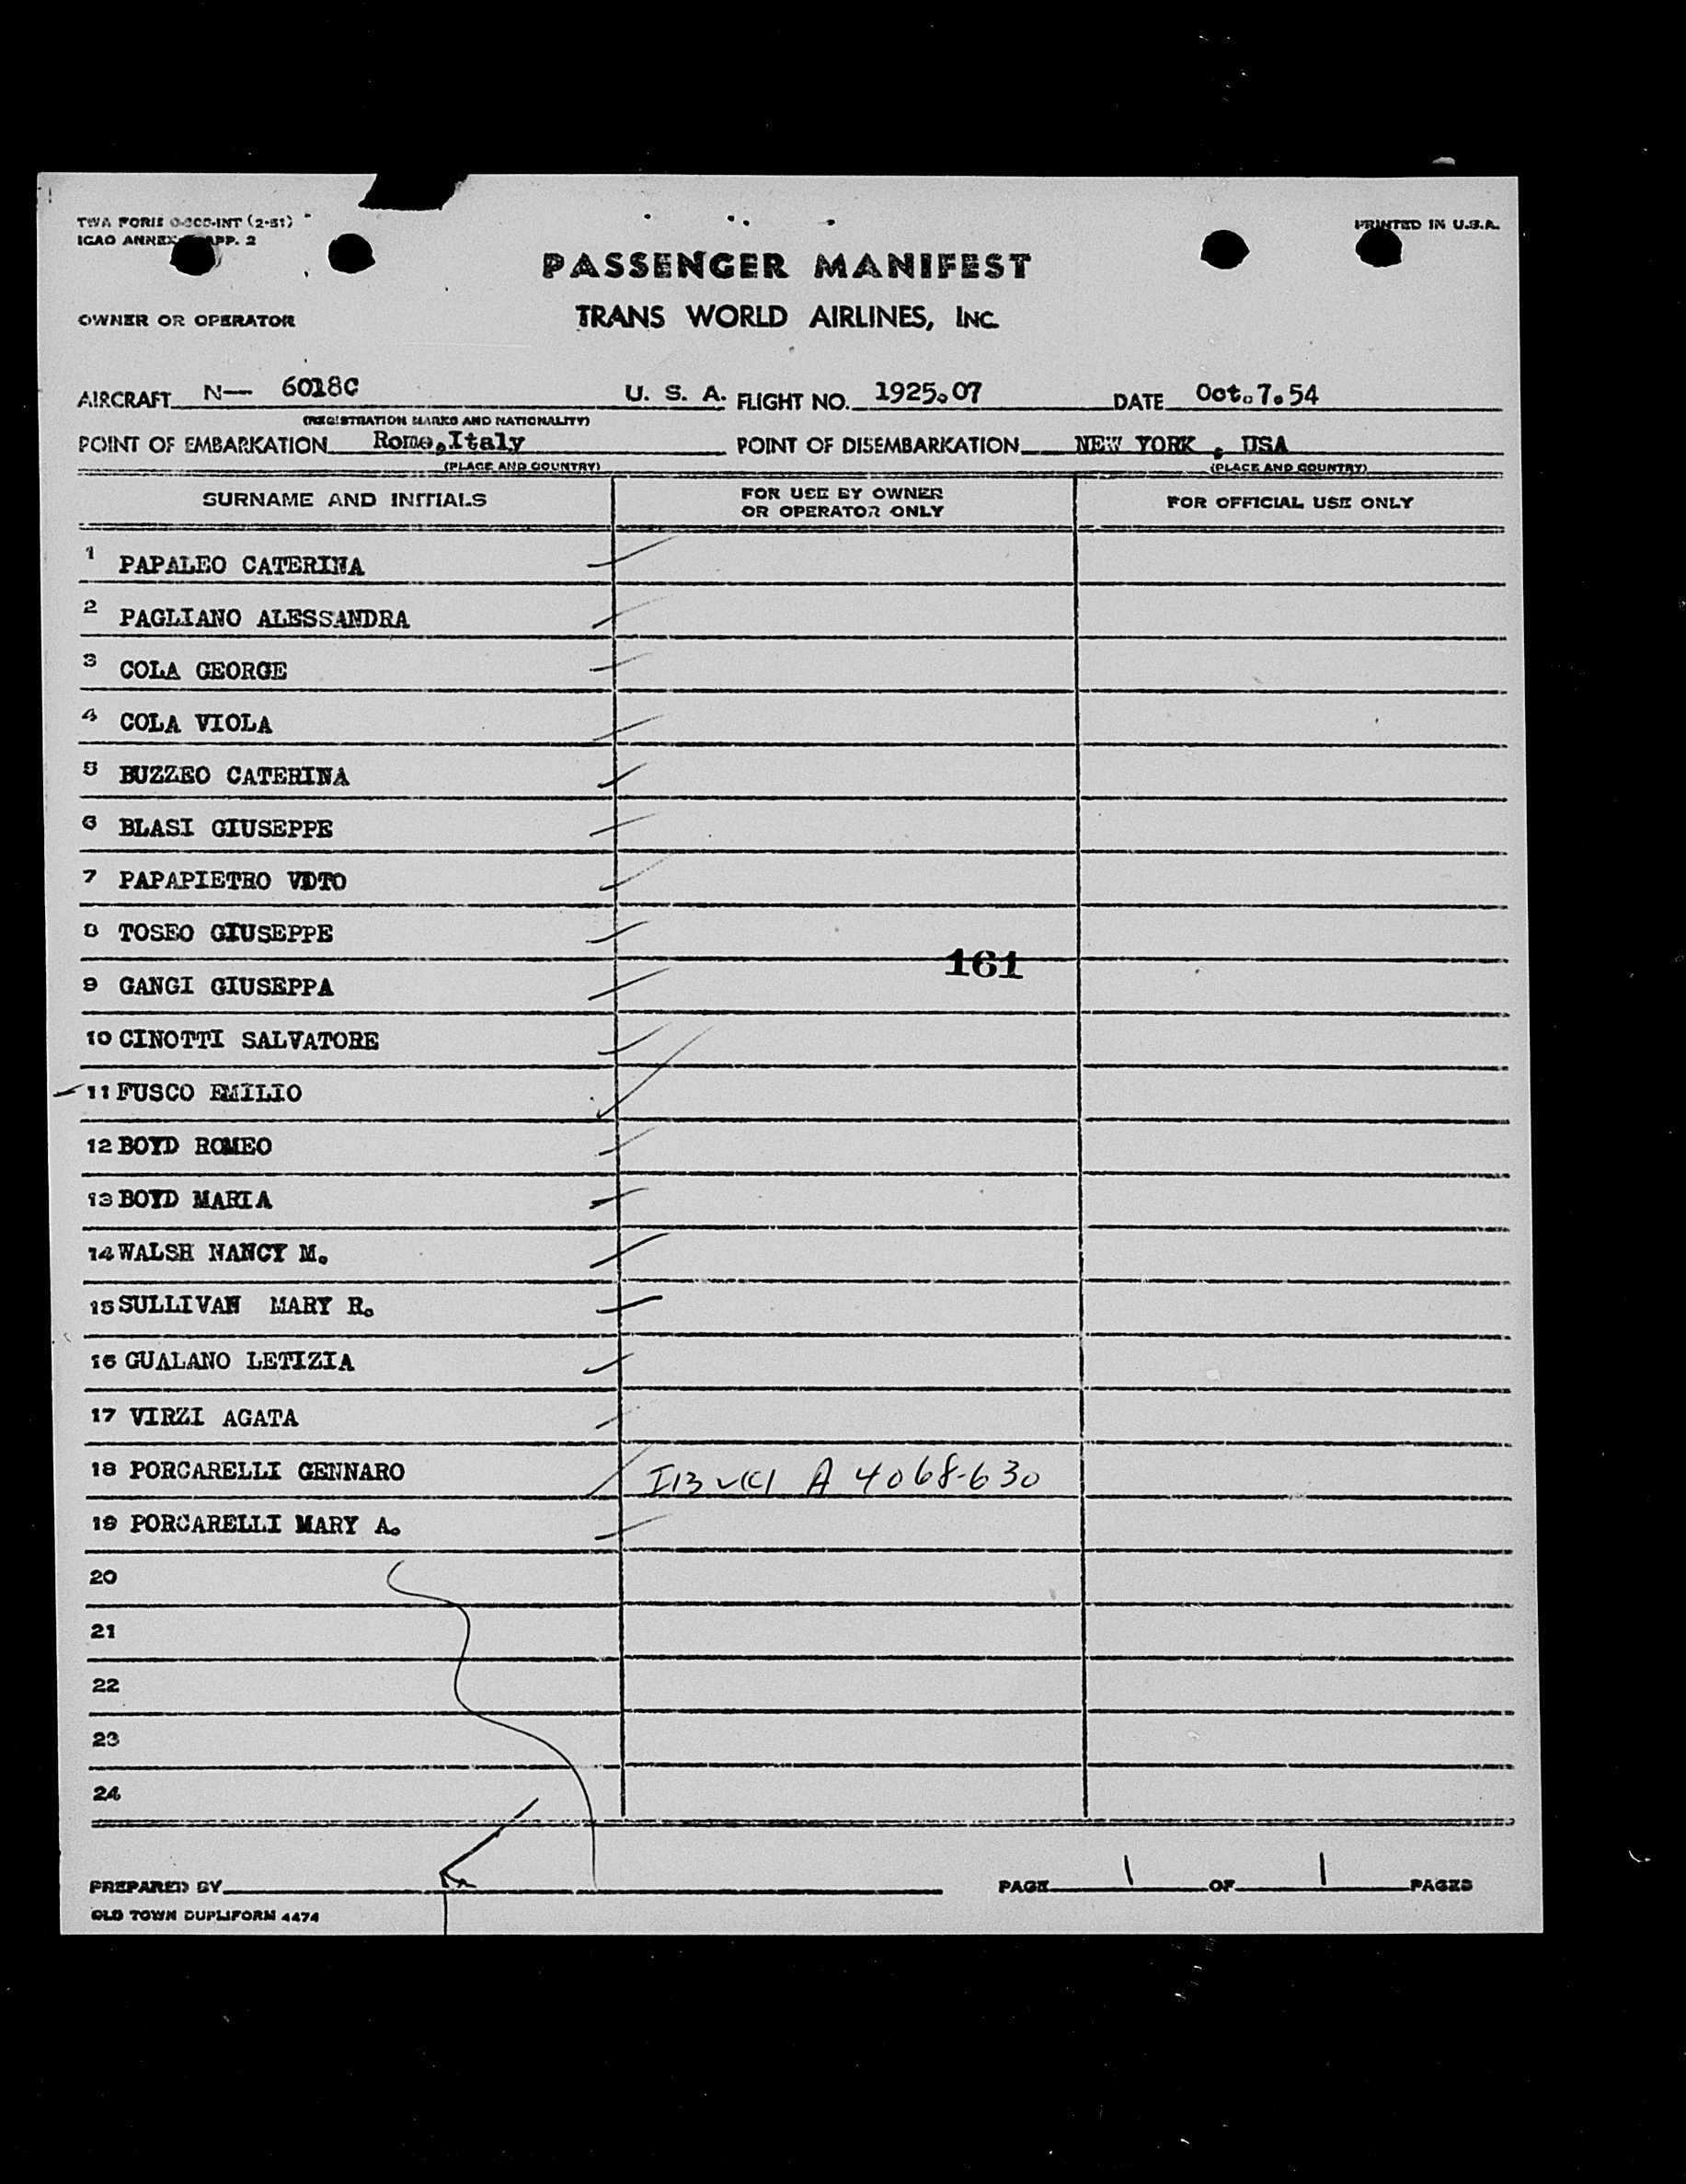 TWA FORM
PRINTED IN U.S.A.
ICAO ANNEX APP. 2
PASSENGER MANIFEST
OWNER OR OPERATOR
TRANS WORLD AIRLINES, INC.
AIRCRAFT N— 6018C U. S. A. FLIGHT NO. 1925.07 DATE Oct.7.54
(REGISTRATION MARKS AND NATIONALITY)
POINT OF EMBARKATION Rome,Italy POINT OF DISEMBARKATION NEW YORK , USA
(PLACE AND COUNTRY) (PLACE AND COUNTRY)
SURNAME AND INITIALS
FOR USE BY OWNER
OR OPERATOR ONLY
FOR OFFICIAL USE ONLY
1 PAPALEO CATERINA
2 PAGLIANO ALESSANDRA
3 COLA GEORGE
4 COLA VIOLA
5 BUZZEO CATERINA
6 BLASI GIUSEPPE
7 PAPAPIETRO VDTO
8 TOSEO GIUSEPPE
161
9 GANGI GIUSEPPA
10 CINOTTI SALVATORE
11 FUSCO EMILIO
12 BOYD ROMEO
13 BOYD MARIA
14 WALSH NANCY M.
15 SULLIVAN MARY R.
16 GUALANO LETIZIA
17 VIRZI AGATA
18 PORCARELLI GENNARO A 4068-630
19 PORCARELLI MARY A.
20
21
22
23
24
PREPARED BY PAGE 1 OF 1 PAGES
OLD TOWN DUPLIFORM 4474